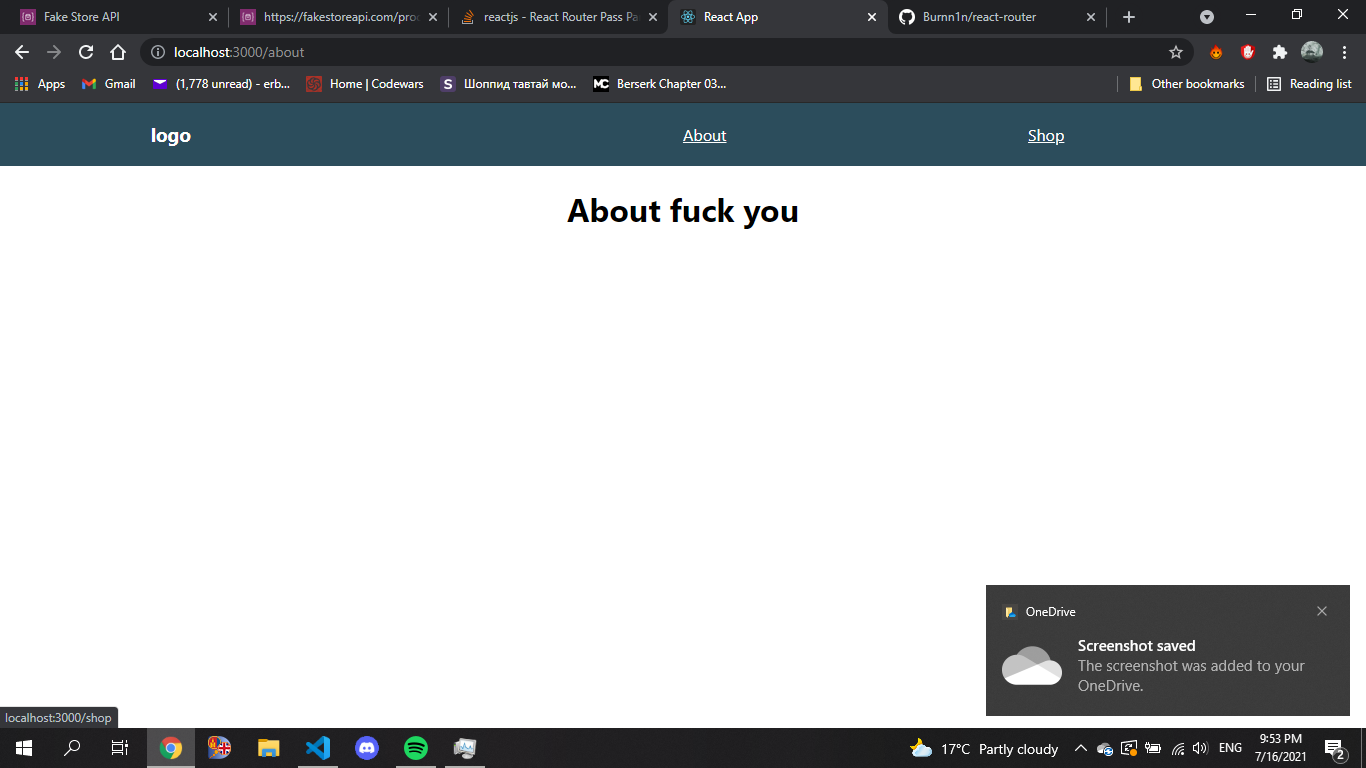 Fake Store API
https://fakestoreapi.com/prod
reactjs - React Router Pass Pa
React App
Burnn1n/react-router
localhost:3000/about
Apps
Gmail
(1,778 unread) - erb...
Home | Codewars
S
Шоппид тавтай мо...
MC
Berserk Chapter 03...
Other bookmarks
Reading list
logo
About
Shop
About fuck you
OneDrive
Screenshot saved
The screenshot was added to your
OneDrive.
localhost:3000/shop
17°C Partly cloudy
ENG
9:53 PM
7/16/2021
2